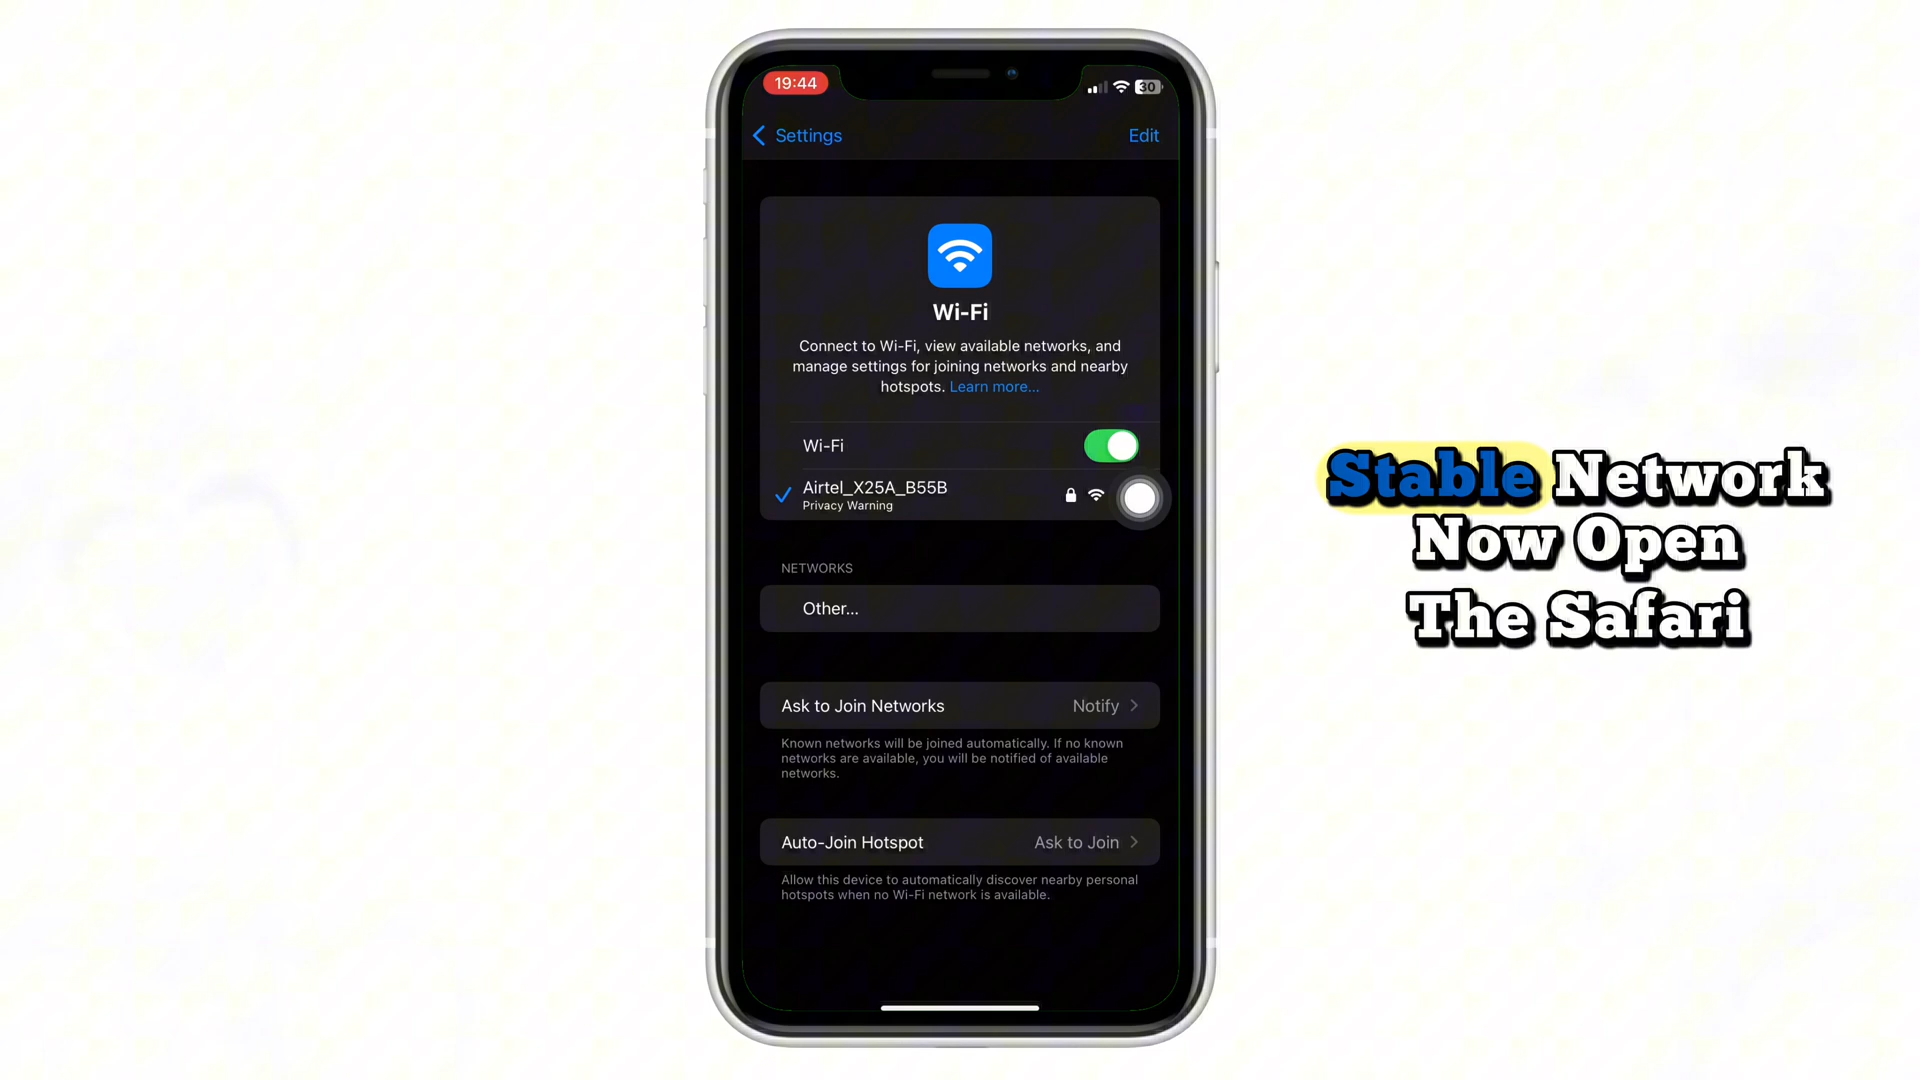 19:44
30
Settings
Edit
Wi-Fi
Connect to Wi-Fi, view available networks, and
manage settings for joining networks and nearby
hotspots. Learn more...
Wi-Fi
Airtel_X25A_B55B
Privacy Warning
NETWORKS
Other...
Ask to Join Networks
Notify
Known networks will be joined automatically. If no known
networks are available, you will be notified of available
networks.
Auto-Join Hotspot
Ask to Join
Allow this device to automatically discover nearby personal
hotspots when no Wi-Fi network is available.
Stable Network
Now Open
The Safari